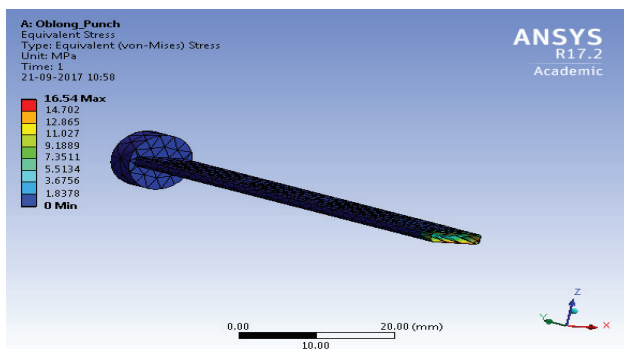 A: Oblong_Punch
Equivalent Stress
Type: Equivalent (von-Mises) Stress
Unit: MPa
Time: 1
21-09-2017 10:58
16.54 Max
14.702
12.865
11.027
9.1889
7.3511
5.5134
3.6756
1.8378
0 Min
ANSYS
R17.2
Academic
0.00
20.00 (mm)
10.00
Z
Y
X